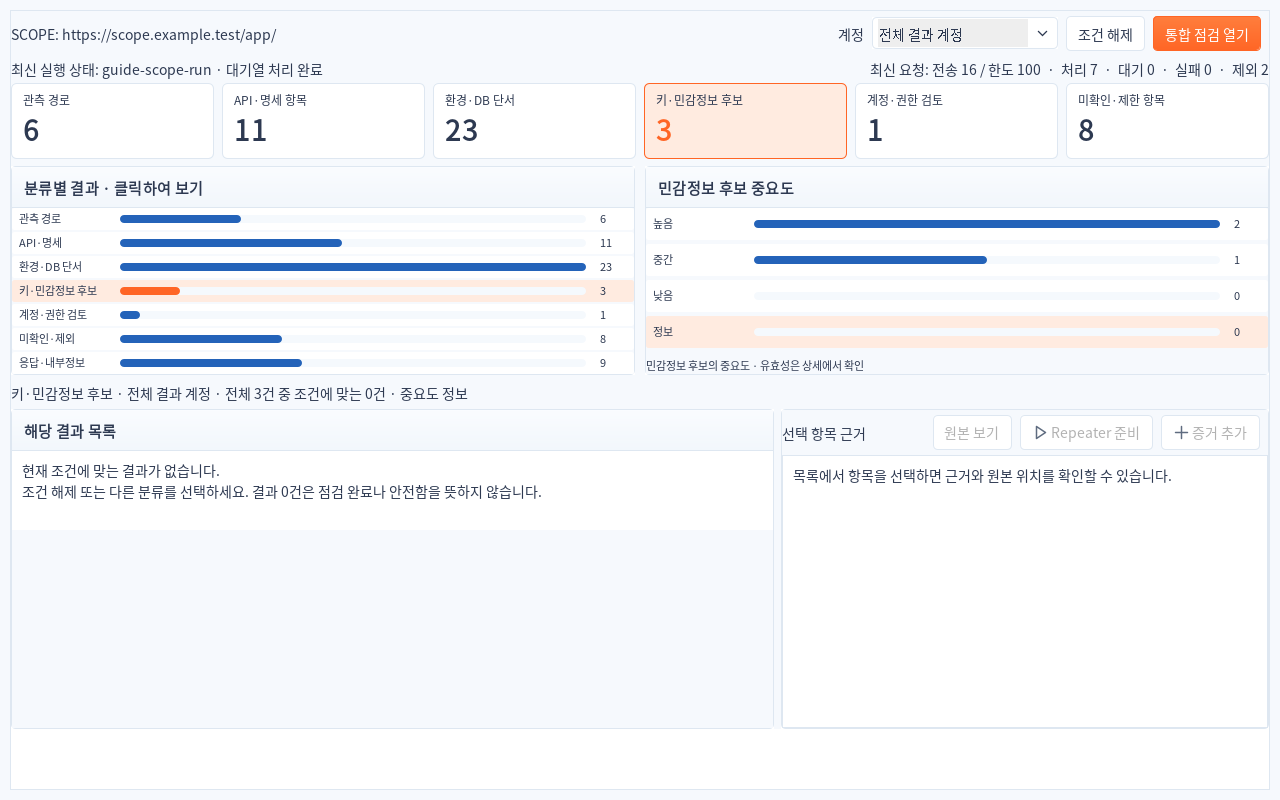 SCOPE: https://scope.example.test/app/
계정
전체 결과 계정
조건 해제
통합 점검 열기
최신 실행 상태: guide-scope-run · 대기열 처리 완료
최신 요청: 전송 16 / 한도 100 · 처리 7 · 대기 0 · 실패 0 · 제외 2
관측 경로
6
API·명세 항목
11
환경·DB 단서
23
키·민감정보 후보
3
계정·권한 검토
1
미확인·제한 항목
8
분류별 결과 · 클릭하여 보기
관측 경로 6
API·명세 11
환경·DB 단서 23
키·민감정보 후보 3
계정·권한 검토 1
미확인·제외 8
응답·내부정보 9
민감정보 후보 중요도
높음 2
중간 1
낮음 0
정보 0
민감정보 후보의 중요도 · 유효성은 상세에서 확인
키·민감정보 후보 · 전체 결과 계정 · 전체 3건 중 조건에 맞는 0건 · 중요도 정보
해당 결과 목록
현재 조건에 맞는 결과가 없습니다.
조건 해제 또는 다른 분류를 선택하세요. 결과 0건은 점검 완료나 안전함을 뜻하지 않습니다.
선택 항목 근거
원본 보기
Repeater 준비
증거 추가
목록에서 항목을 선택하면 근거와 원본 위치를 확인할 수 있습니다.